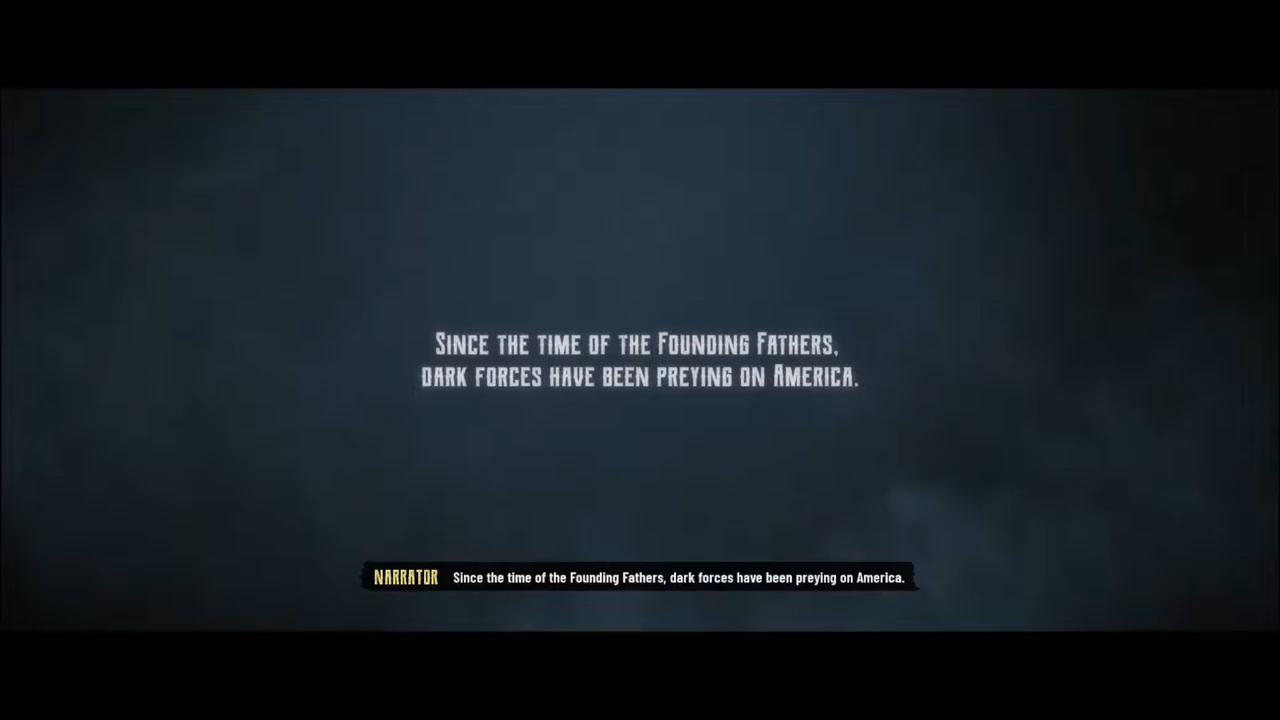 Since the time of the Founding Fathers,
dark forces have been preying on America.
NARRATOR Since the time of the Founding Fathers, dark forces have been preying on America.